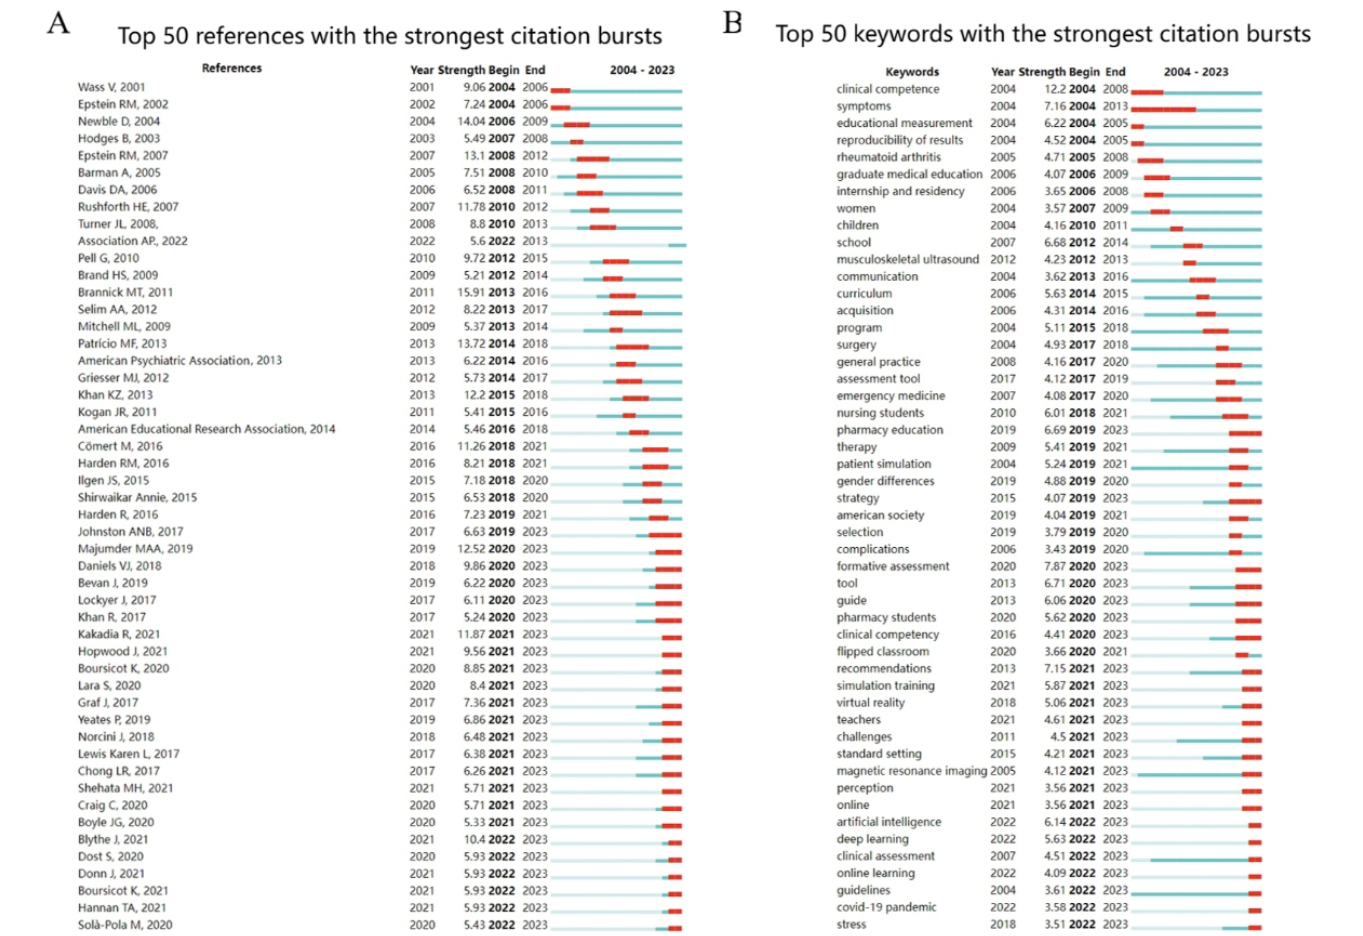 A
Top 50 references with the strongest citation bursts
References Year Strength Begin End 2004 - 2023
Wass V, 2001 2001 9.06 2004 2006
Epstein RM, 2002 2002 7.24 2004 2006
Newble D, 2004 2004 14.04 2006 2009
Hodges B, 2003 2003 5.49 2007 2008
Epstein RM, 2007 2007 13.1 2008 2012
Barman A, 2005 2005 7.51 2008 2010
Davis DA, 2006 2006 6.52 2008 2011
Rushforth HE, 2007 2007 11.78 2010 2012
Turner JL, 2008, 2008 8.8 2010 2013
Association AP., 2022 2022 5.6 2022 2013
Pell G, 2010 2010 9.72 2012 2015
Brand HS, 2009 2009 5.21 2012 2014
Brannick MT, 2011 2011 15.91 2013 2016
Selim AA, 2012 2012 8.22 2013 2017
Mitchell ML, 2009 2009 5.37 2013 2014
Patrício MF, 2013 2013 13.72 2014 2018
American Psychiatric Association, 2013 2013 6.22 2014 2016
Griesser MJ, 2012 2012 5.73 2014 2017
Khan KZ, 2013 2013 12.2 2015 2018
Kogan JR, 2011 2011 5.41 2015 2016
American Educational Research Association, 2014 2014 5.46 2016 2018
Cömert M, 2016 2016 11.26 2018 2021
Harden RM, 2016 2016 8.21 2018 2021
Ilgen JS, 2015 2015 7.18 2018 2020
Shirwaikar Annie, 2015 2015 6.53 2018 2020
Harden R, 2016 2016 7.23 2019 2021
Johnston ANB, 2017 2017 6.63 2019 2023
Majumder MAA, 2019 2019 12.52 2020 2023
Daniels VJ, 2018 2018 9.86 2020 2023
Bevan J, 2019 2019 6.22 2020 2023
Lockyer J, 2017 2017 6.11 2020 2023
Khan R, 2017 2017 5.24 2020 2023
Kakadia R, 2021 2021 11.87 2021 2023
Hopwood J, 2021 2021 9.56 2021 2023
Boursicot K, 2020 2020 8.85 2021 2023
Lara S, 2020 2020 8.4 2021 2023
Graf J, 2017 2017 7.36 2021 2023
Yeates P, 2019 2019 6.86 2021 2023
Norcini J, 2018 2018 6.48 2021 2023
Lewis Karen L, 2017 2017 6.38 2021 2023
Chong LR, 2017 2017 6.26 2021 2023
Shehata MH, 2021 2021 5.71 2021 2023
Craig C, 2020 2020 5.71 2021 2023
Boyle JG, 2020 2020 5.33 2021 2023
Blythe J, 2021 2021 10.4 2022 2023
Dost S, 2020 2020 5.93 2022 2023
Donn J, 2021 2021 5.93 2022 2023
Boursicot K, 2021 2021 5.93 2022 2023
Hannan TA, 2021 2021 5.93 2022 2023
Solà-Pola M, 2020 2020 5.43 2022 2023
B
Top 50 keywords with the strongest citation bursts
Keywords Year Strength Begin End 2004 - 2023
clinical competence 2004 12.2 2004 2008
symptoms 2004 7.16 2004 2013
educational measurement 2004 6.22 2004 2005
reproducibility of results 2004 4.52 2004 2005
rheumatoid arthritis 2005 4.71 2005 2008
graduate medical education 2006 4.07 2006 2009
internship and residency 2006 3.65 2006 2008
women 2004 3.57 2007 2009
children 2004 4.16 2010 2011
school 2007 6.68 2012 2014
musculoskeletal ultrasound 2012 4.23 2012 2013
communication 2004 3.62 2013 2016
curriculum 2006 5.63 2014 2015
acquisition 2006 4.31 2014 2016
program 2004 5.11 2015 2018
surgery 2004 4.93 2017 2018
general practice 2008 4.16 2017 2020
assessment tool 2017 4.12 2017 2019
emergency medicine 2007 4.08 2017 2020
nursing students 2010 6.01 2018 2021
pharmacy education 2019 6.69 2019 2023
therapy 2009 5.41 2019 2021
patient simulation 2004 5.24 2019 2021
gender differences 2019 4.88 2019 2020
strategy 2015 4.07 2019 2023
american society 2019 4.04 2019 2021
selection 2019 3.79 2019 2020
complications 2006 3.43 2019 2020
formative assessment 2020 7.87 2020 2023
tool 2013 6.71 2020 2023
guide 2013 6.06 2020 2023
pharmacy students 2020 5.62 2020 2023
clinical competency 2016 4.41 2020 2023
flipped classroom 2020 3.66 2020 2021
recommendations 2013 7.15 2021 2023
simulation training 2021 5.87 2021 2023
virtual reality 2018 5.06 2021 2023
teachers 2021 4.61 2021 2023
challenges 2011 4.5 2021 2023
standard setting 2015 4.21 2021 2023
magnetic resonance imaging 2005 4.12 2021 2023
perception 2021 3.56 2021 2023
online 2021 3.56 2021 2023
artificial intelligence 2022 6.14 2022 2023
deep learning 2022 5.63 2022 2023
clinical assessment 2007 4.51 2022 2023
online learning 2022 4.09 2022 2023
guidelines 2004 3.61 2022 2023
covid-19 pandemic 2022 3.58 2022 2023
stress 2018 3.51 2022 2023